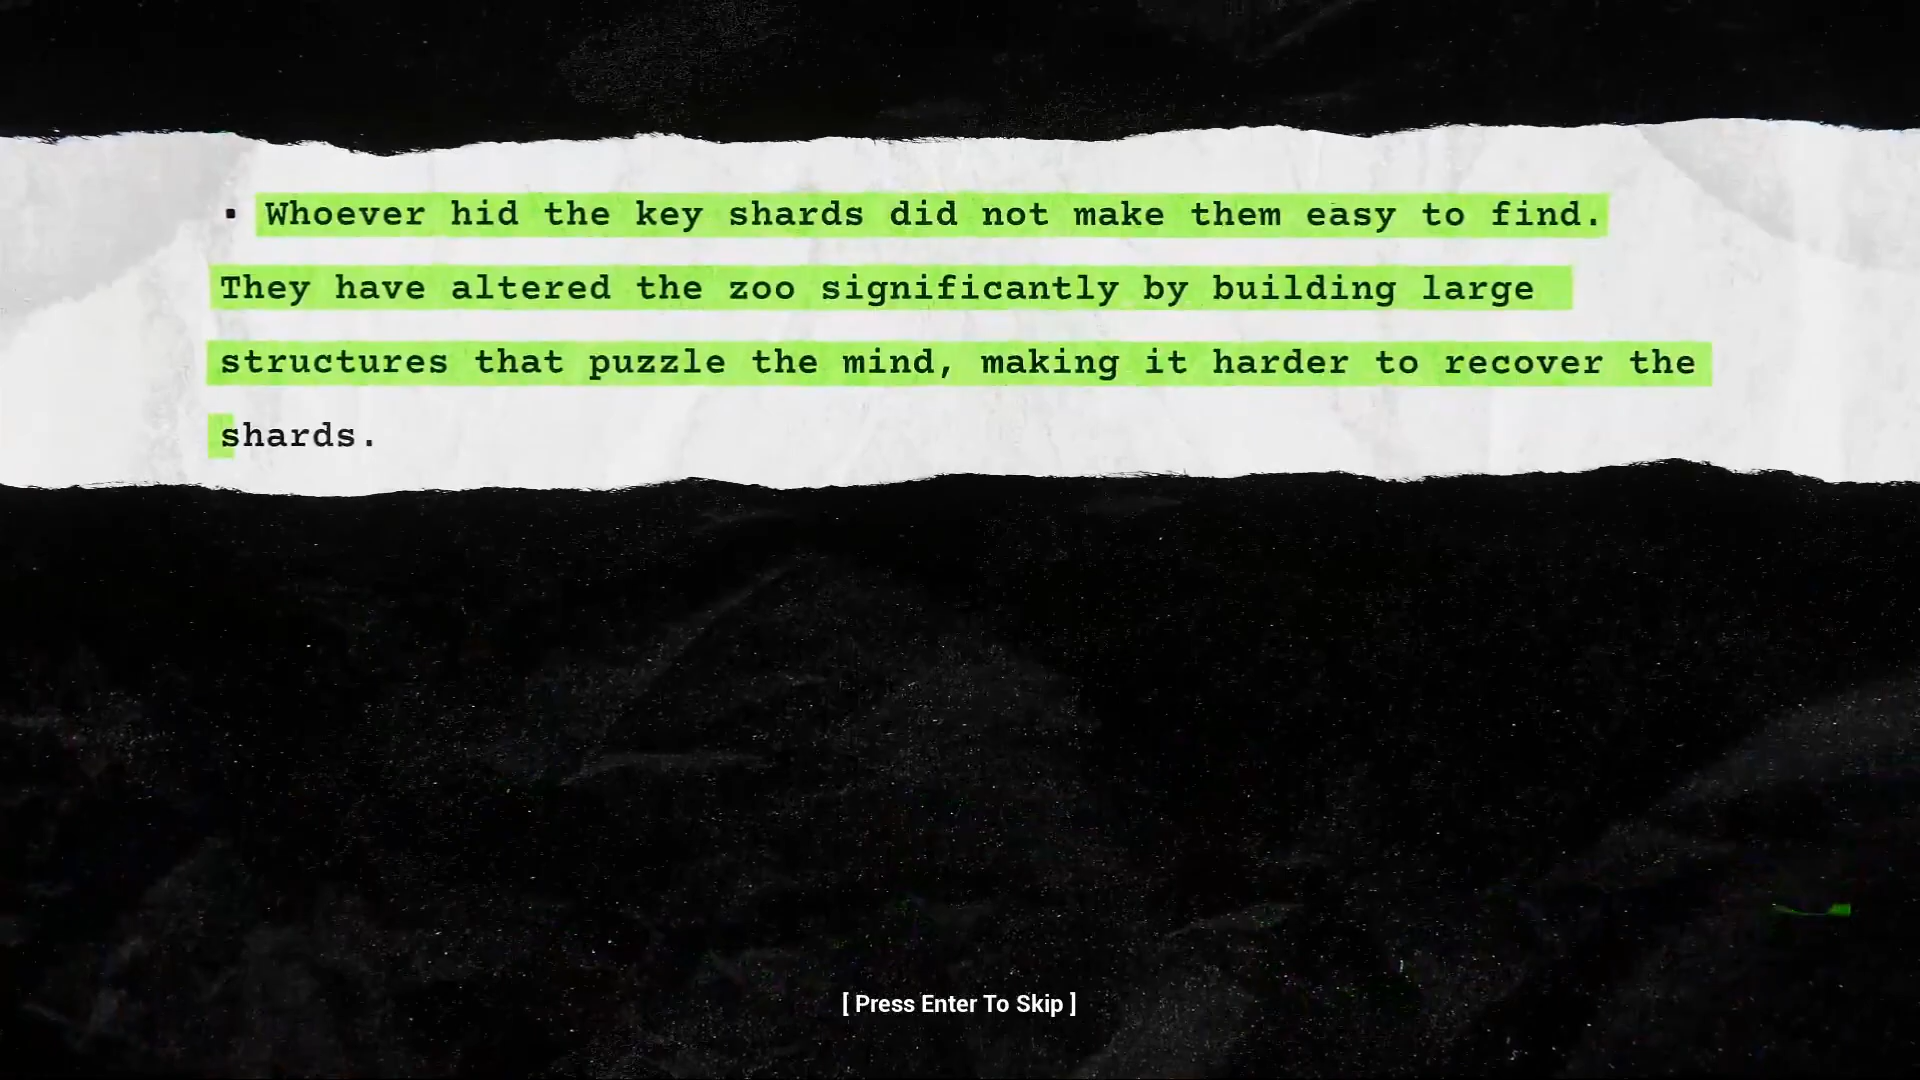 ▪ Whoever hid the key shards did not make them easy to find.
They have altered the zoo significantly by building large
structures that puzzle the mind, making it harder to recover the
shards.
[ Press Enter To Skip ]